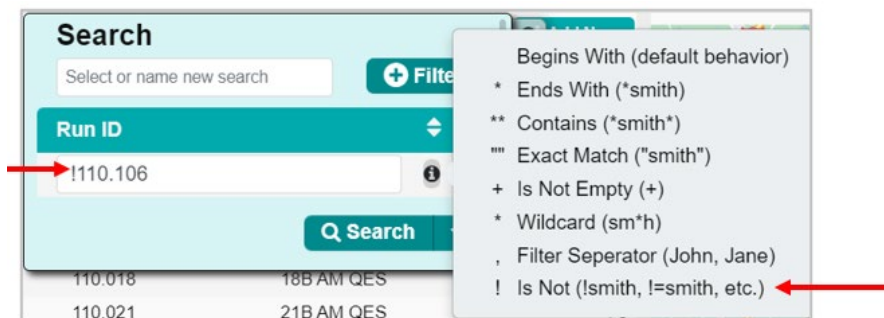 Search
Select or name new search
Filte
Run ID
!110.106
Search
110.018 18B AM QES
110.021 21B AM QES
Begins With (default behavior)
* Ends With (*smith)
** Contains (*smith*)
"" Exact Match ("smith")
+ Is Not Empty (+)
* Wildcard (sm*h)
, Filter Seperator (John, Jane)
! Is Not (!smith, !=smith, etc.)